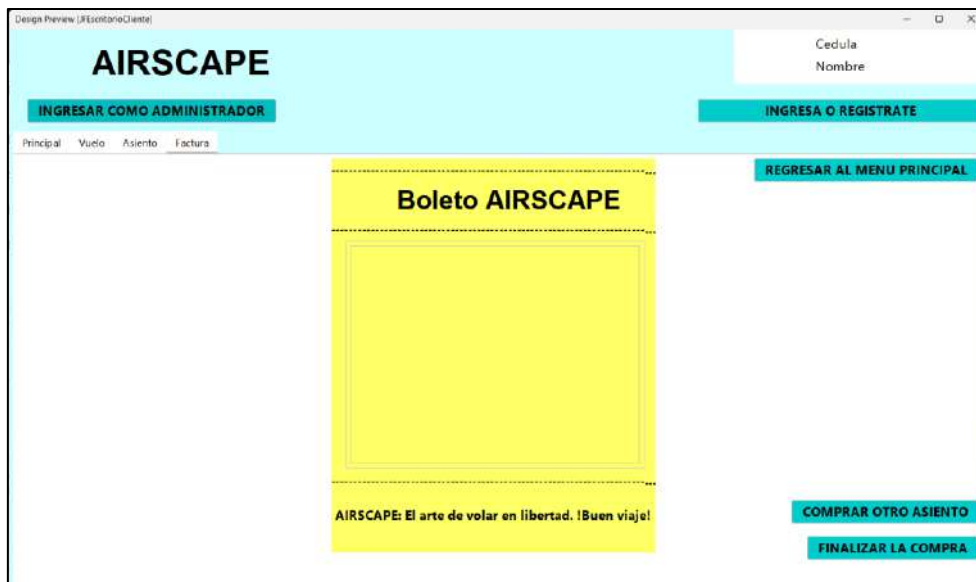 Design Preview [JFEscritorioCliente]
AIRSCAPE
Cedula
Nombre
INGRESAR COMO ADMINISTRADOR
INGRESA O REGISTRATE
Principal Vuelo Asiento Factura
REGRESAR AL MENU PRINCIPAL
Boleto AIRSCAPE
AIRSCAPE: El arte de volar en libertad. !Buen viaje!
COMPRAR OTRO ASIENTO
FINALIZAR LA COMPRA